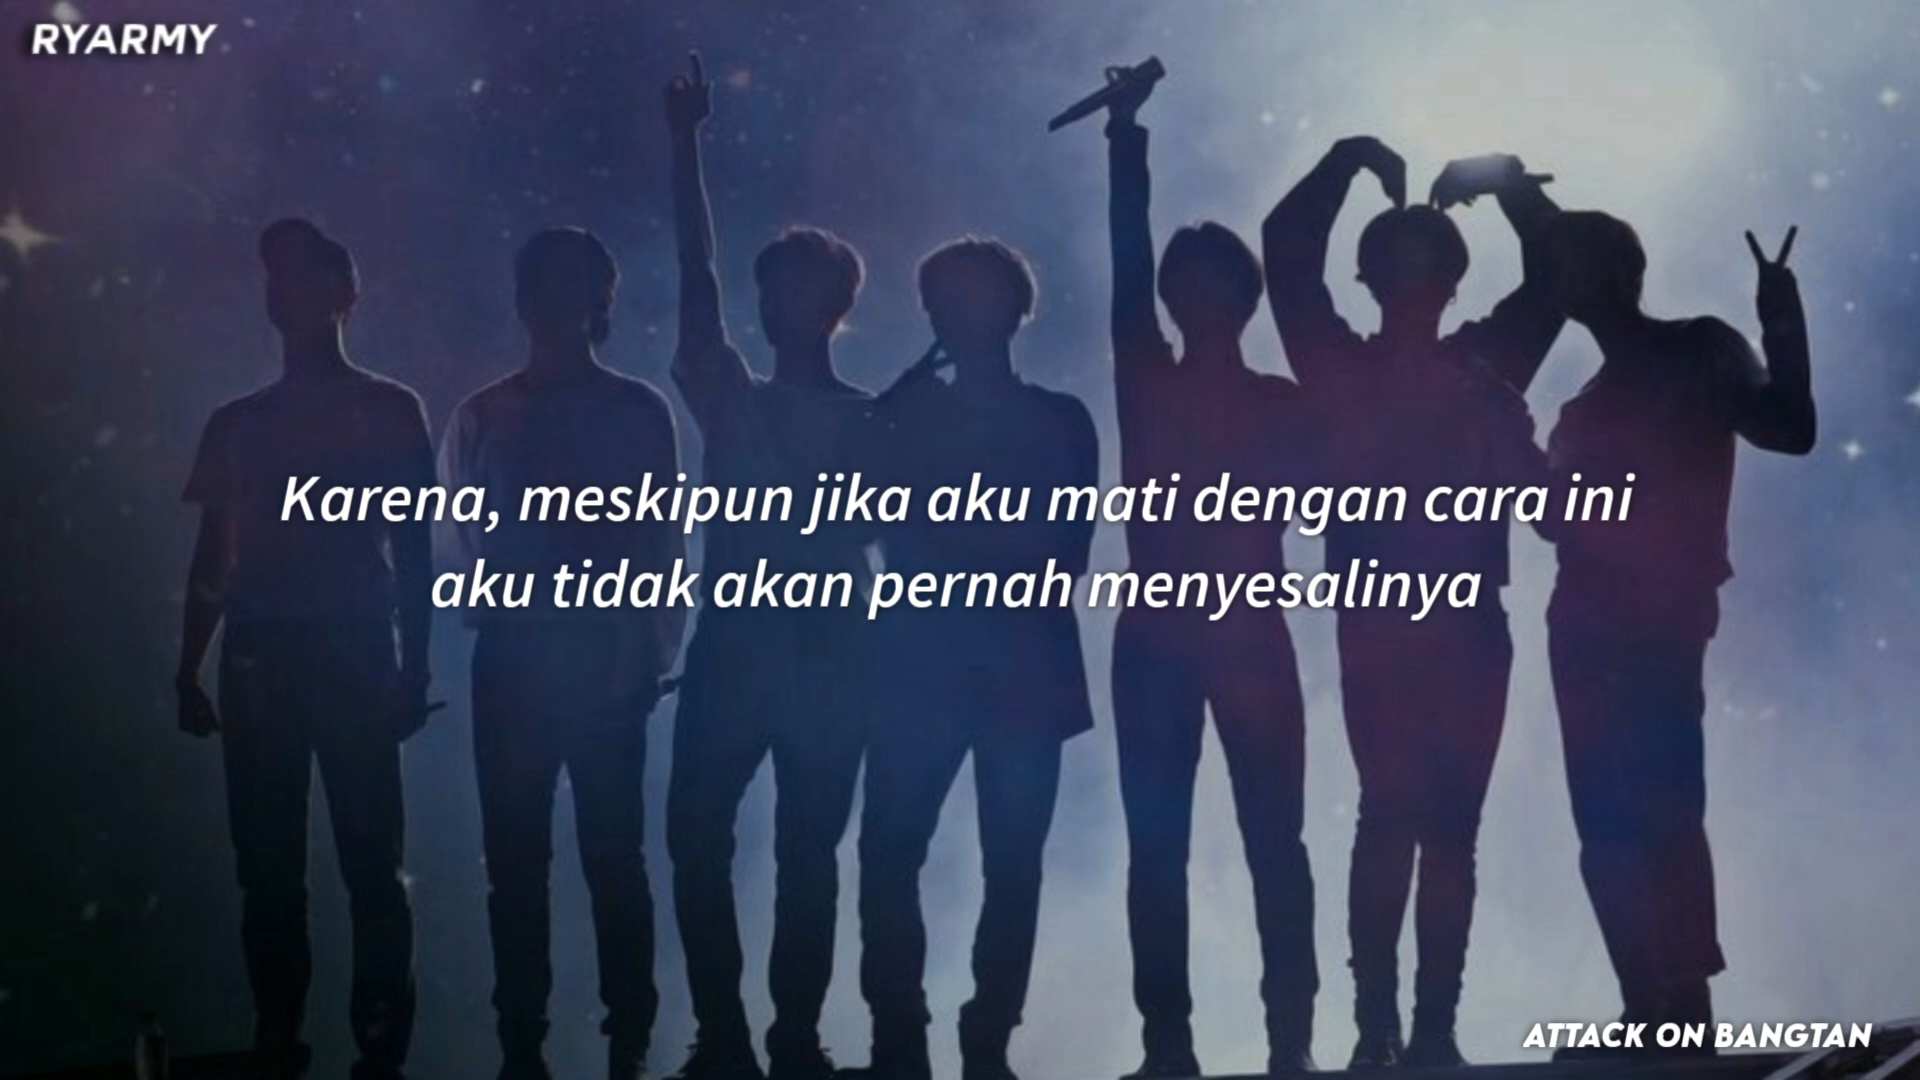 RYARMY
Karena, meskipun jika aku mati dengan cara ini
aku tidak akan pernah menyesalinya
ATTACK ON BANGTAN